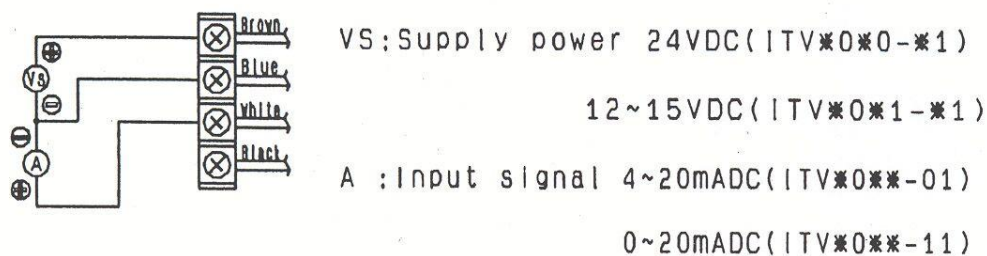 Brown
Blue
White
Black
⊕
Vs
⊖
⊖
A
⊕
VS:Supply power 24VDC(ITV※0※0-※1)
12~15VDC(ITV※0※1-※1)
A :Input signal 4~20mADC(ITV※0※※-01)
0~20mADC(ITV※0※※-11)